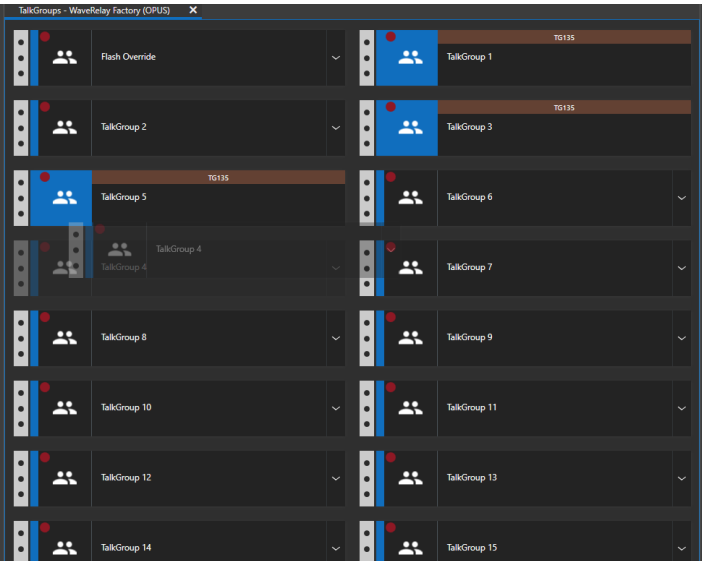 TalkGroups - WaveRelay Factory (OPUS)
Flash Override
TG135
TalkGroup 1
TalkGroup 2
TG135
TalkGroup 3
TG135
TalkGroup 5
TalkGroup 6
TalkGroup 4
TalkGroup 4
TalkGroup 7
TalkGroup 8
TalkGroup 9
TalkGroup 10
TalkGroup 11
TalkGroup 12
TalkGroup 13
TalkGroup 14
TalkGroup 15